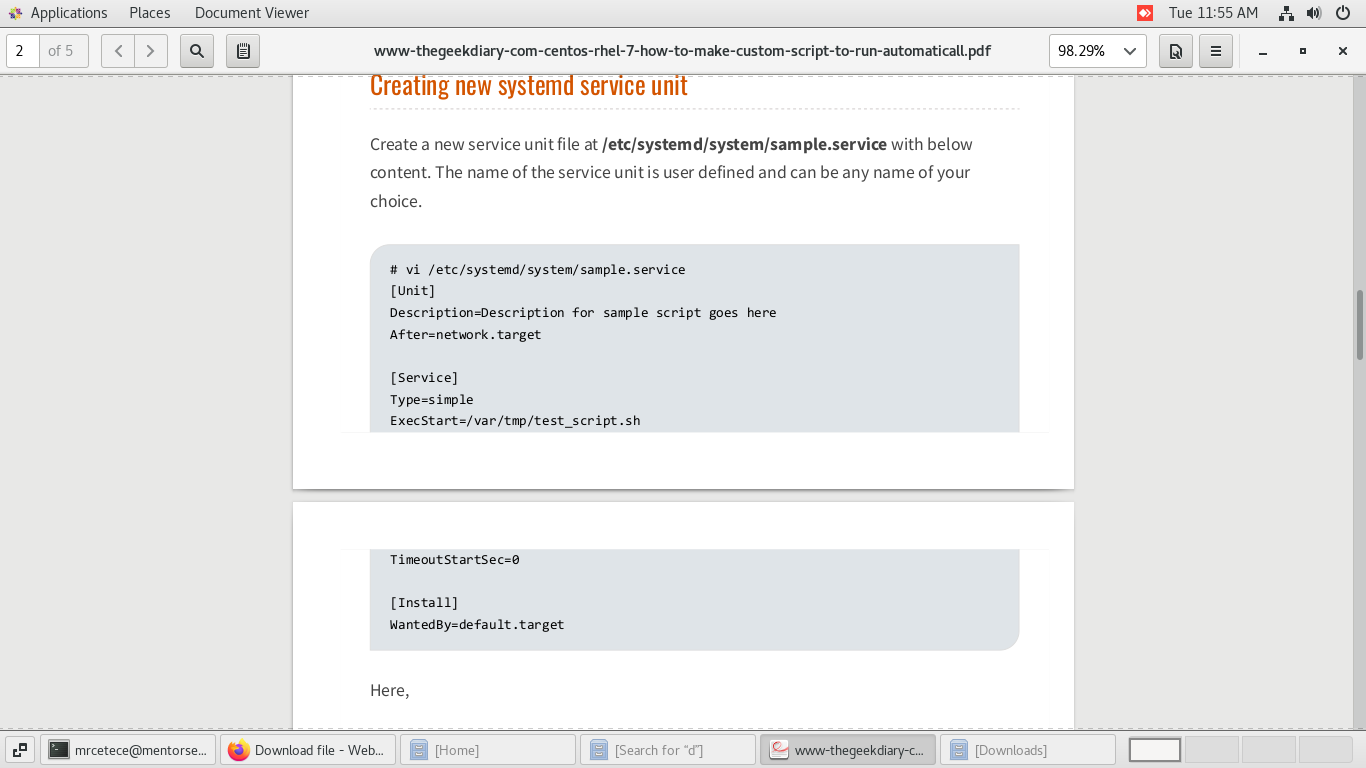 Applications Places Document Viewer Tue 11:55 AM
2 of 5 www-thegeekdiary-com-centos-rhel-7-how-to-make-custom-script-to-run-automaticall.pdf 98.29%
Creating new systemd service unit
Create a new service unit file at /etc/systemd/system/sample.service with below
content. The name of the service unit is user defined and can be any name of your
choice.
# vi /etc/systemd/system/sample.service
[Unit]
Description=Description for sample script goes here
After=network.target
[Service]
Type=simple
ExecStart=/var/tmp/test_script.sh
TimeoutStartSec=0
[Install]
WantedBy=default.target
Here,
mrcetece@mentorse... Download file - Web... [Home] [Search for "d"] www-thegeekdiary-c... [Downloads]